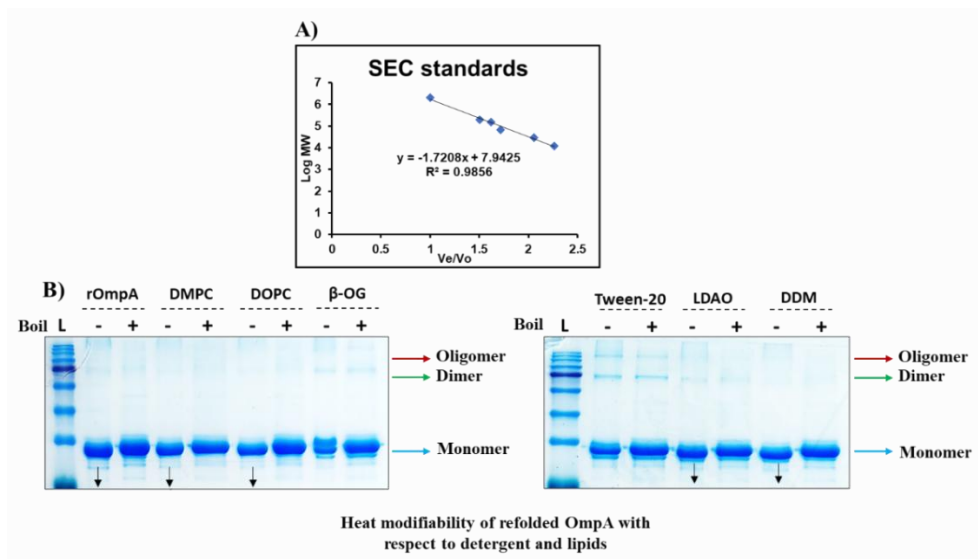 A)
SEC standards
7
6
5
4
3
2
1
0
Log MW
y = -1.7208x + 7.9425
R² = 0.9856
0 0.5 1 1.5 2 2.5
Ve/Vo
B)
rOmpA DMPC DOPC β-OG
Boil L - + - + - + - +
Oligomer
Dimer
Monomer
Tween-20 LDAO DDM
Boil L - + - + - +
Oligomer
Dimer
Monomer
Heat modifiability of refolded OmpA with
respect to detergent and lipids